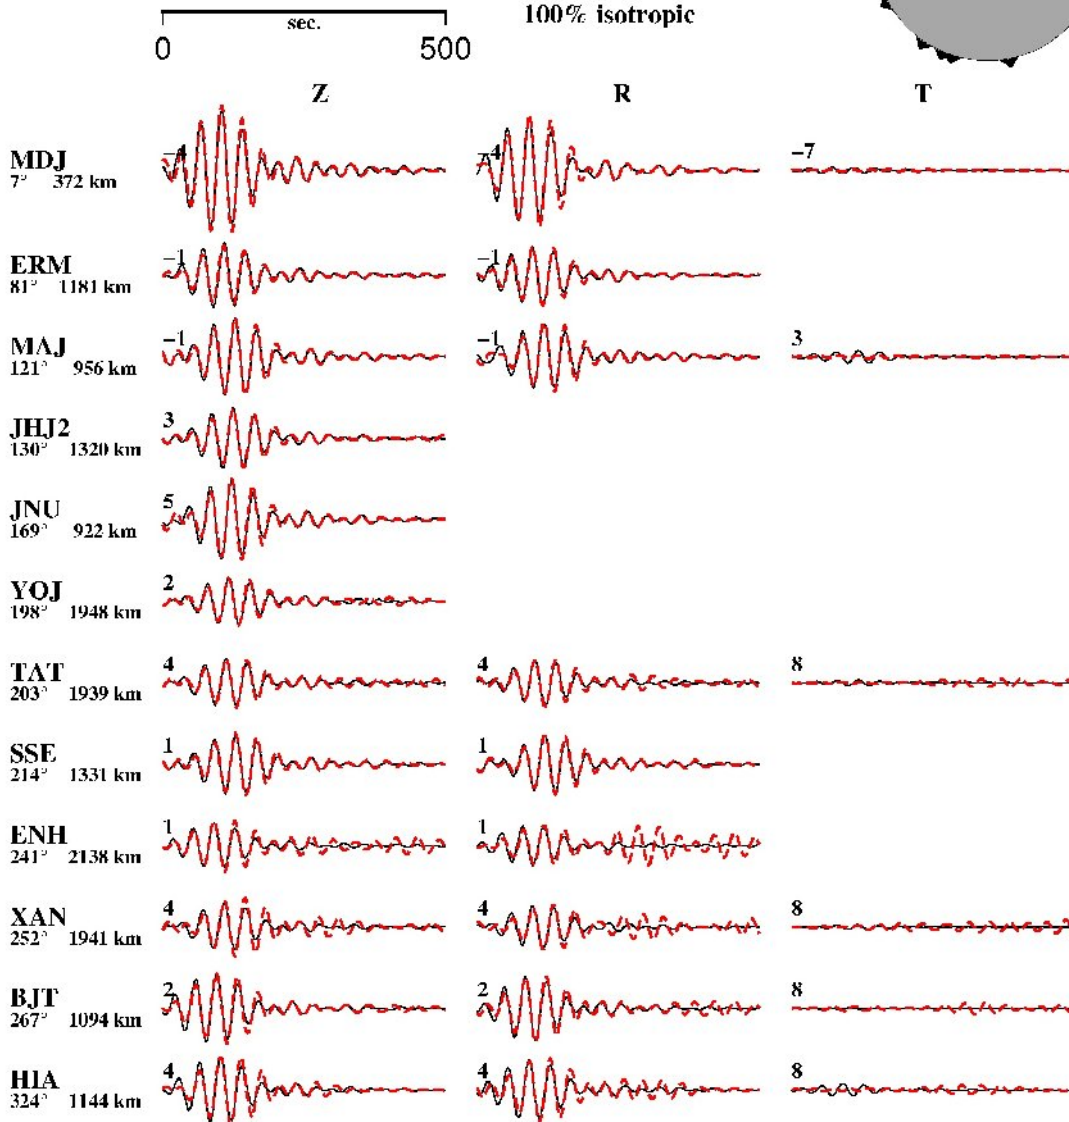 sec.
100% isotropic
0 500
Z R T
MDJ
7° 372 km
-4 -4 -7
ERM
81° 1181 km
-1 -1
MAJ
121° 956 km
-1 -1 3
JHJ2
130° 1320 km
3
JNU
169° 922 km
5
YOJ
198° 1948 km
2
TAT
203° 1939 km
4 4 8
SSE
214° 1331 km
1 1
ENH
241° 2138 km
1 1
XAN
252° 1941 km
4 4 8
BJT
267° 1094 km
2 2 8
HIA
324° 1144 km
4 4 8